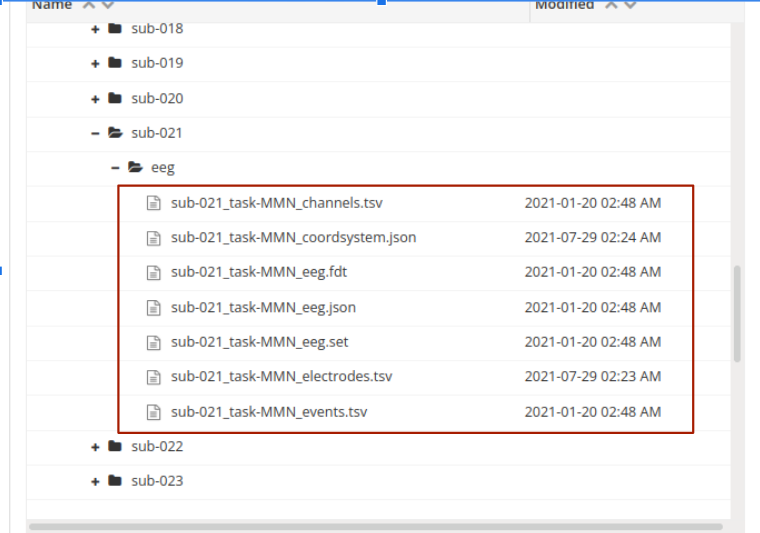 Name Modified
sub-018
sub-019
sub-020
sub-021
eeg
sub-021_task-MMN_channels.tsv 2021-01-20 02:48 AM
sub-021_task-MMN_coordsystem.json 2021-07-29 02:24 AM
sub-021_task-MMN_eeg.fdt 2021-01-20 02:48 AM
sub-021_task-MMN_eeg.json 2021-01-20 02:48 AM
sub-021_task-MMN_eeg.set 2021-01-20 02:48 AM
sub-021_task-MMN_electrodes.tsv 2021-07-29 02:23 AM
sub-021_task-MMN_events.tsv 2021-01-20 02:48 AM
sub-022
sub-023